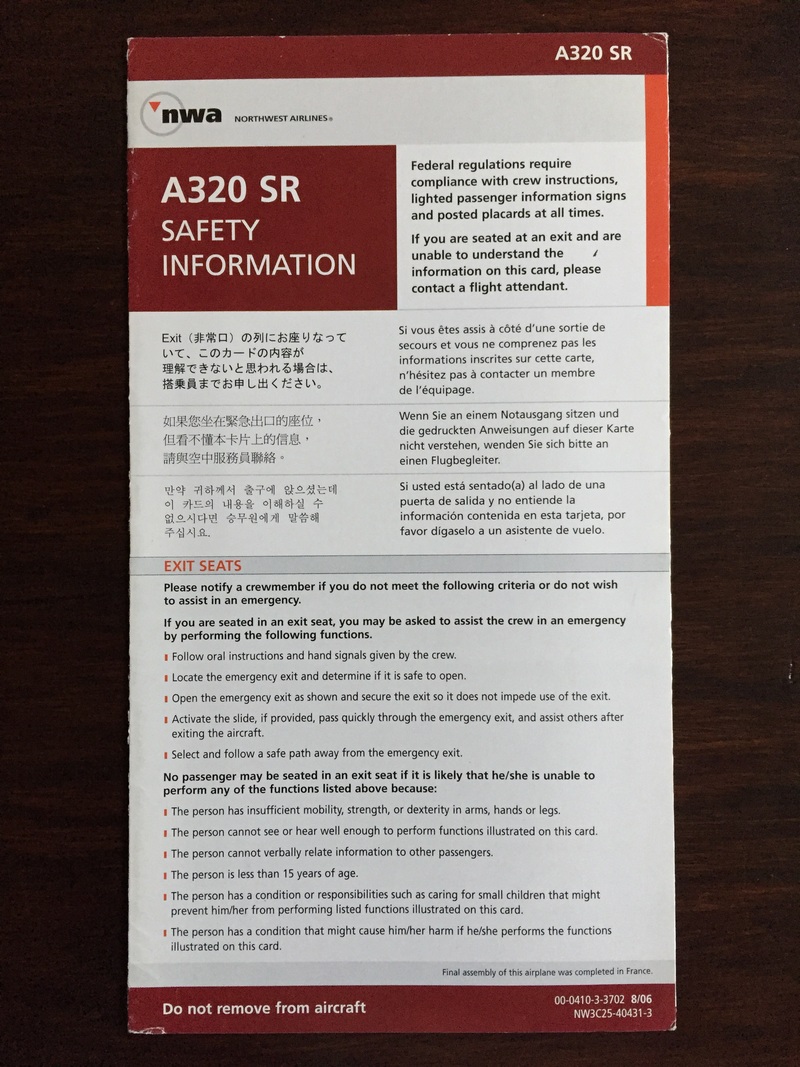 A320 SR
nwa NORTHWEST AIRLINES®
A320 SR
SAFETY
INFORMATION
Federal regulations require
compliance with crew instructions,
lighted passenger information signs
and posted placards at all times.
If you are seated at an exit and are
unable to understand the
information on this card, please
contact a flight attendant.
Exit（非常口）の列にお座りなって
いて、このカードの内容が
理解できないと思われる場合は、
搭乗員までお申し出ください。
Si vous êtes assis à côté d'une sortie de
secours et vous ne comprenez pas les
informations inscrites sur cette carte,
n'hésitez pas à contacter un membre
de l'équipage.
如果您坐在緊急出口的座位，
但看不懂本卡片上的信息，
請與空中服務員聯絡。
Wenn Sie an einem Notausgang sitzen und
die gedruckten Anweisungen auf dieser Karte
nicht verstehen, wenden Sie sich bitte an
einen Flugbegleiter.
만약 귀하께서 출구에 앉으셨는데
이 카드의 내용을 이해하실 수
없으시다면 승무원에게 말씀해
주십시요.
Si usted está sentado(a) al lado de una
puerta de salida y no entiende la
información contenida en esta tarjeta, por
favor dígaselo a un asistente de vuelo.
EXIT SEATS
Please notify a crewmember if you do not meet the following criteria or do not wish
to assist in an emergency.
If you are seated in an exit seat, you may be asked to assist the crew in an emergency
by performing the following functions.
Follow oral instructions and hand signals given by the crew.
Locate the emergency exit and determine if it is safe to open.
Open the emergency exit as shown and secure the exit so it does not impede use of the exit.
Activate the slide, if provided, pass quickly through the emergency exit, and assist others after
exiting the aircraft.
Select and follow a safe path away from the emergency exit.
No passenger may be seated in an exit seat if it is likely that he/she is unable to
perform any of the functions listed above because:
The person has insufficient mobility, strength, or dexterity in arms, hands or legs.
The person cannot see or hear well enough to perform functions illustrated on this card.
The person cannot verbally relate information to other passengers.
The person is less than 15 years of age.
The person has a condition or responsibilities such as caring for small children that might
prevent him/her from performing listed functions illustrated on this card.
The person has a condition that might cause him/her harm if he/she performs the functions
illustrated on this card.
Final assembly of this airplane was completed in France.
Do not remove from aircraft
00-0410-3-3702 8/06
NW3C25-40431-3